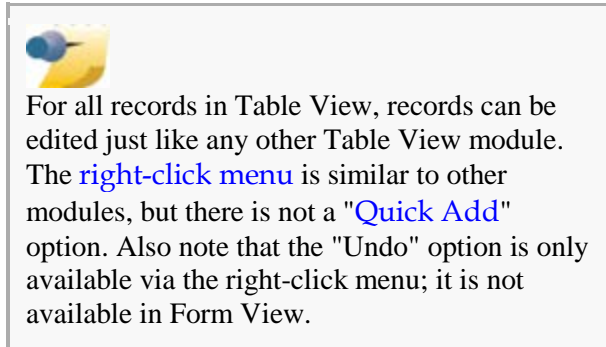 For all records in Table View, records can be
edited just like any other Table View module.
The right-click menu is similar to other
modules, but there is not a "Quick Add"
option. Also note that the "Undo" option is only
available via the right-click menu; it is not
available in Form View.